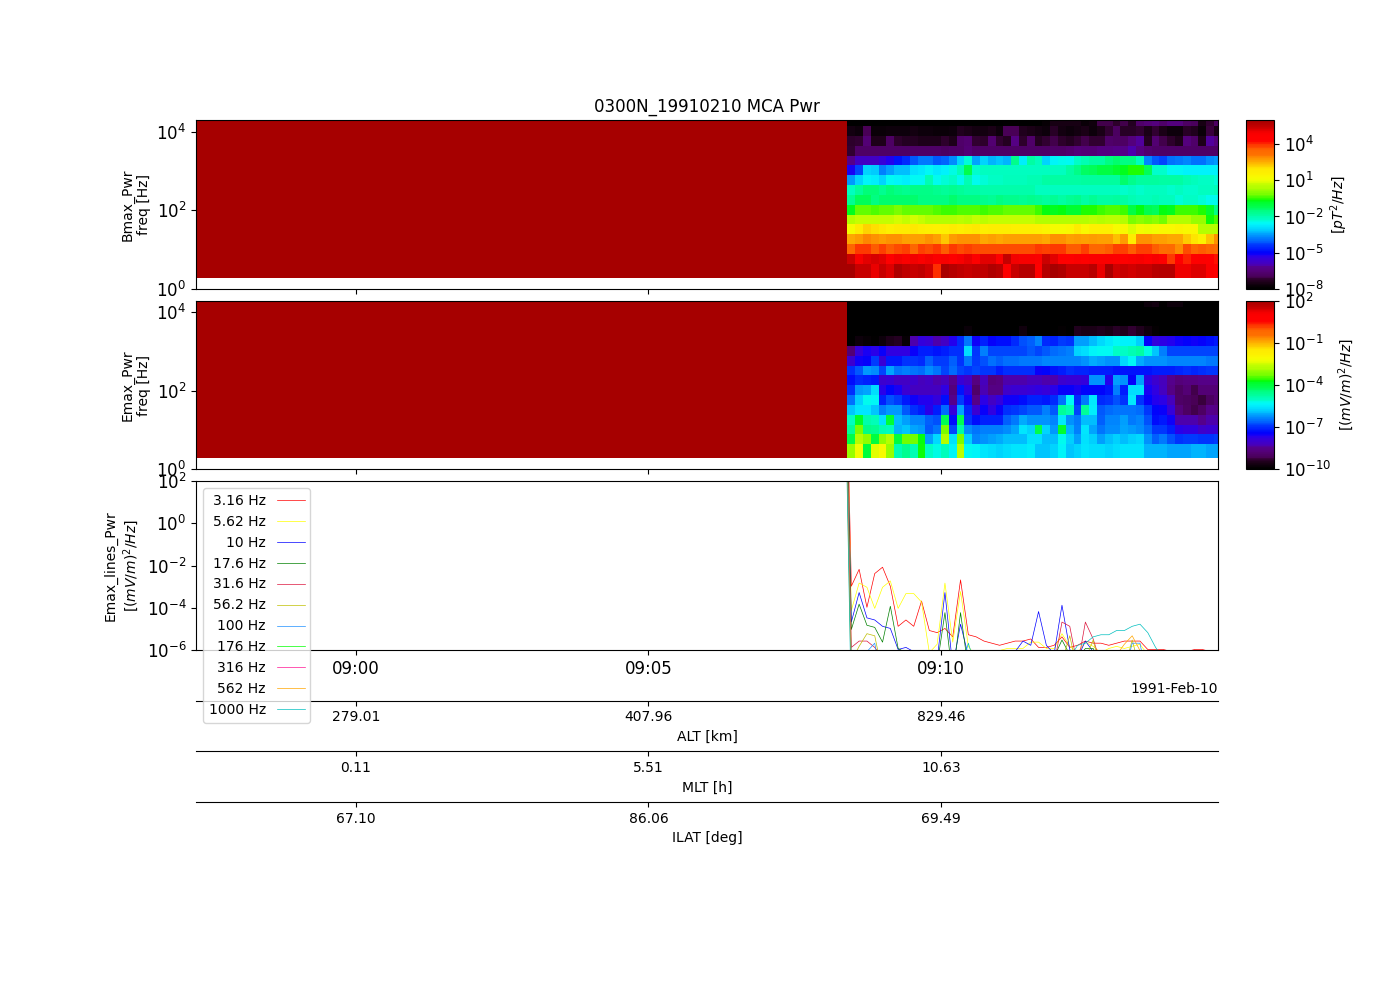 0300N_19910210 MCA Pwr
10^4
10^2
10^0
Bmax_Pwr
freq [Hz]
10^4
10^1
10^-2
10^-5
10^-8
[pT^2/Hz]
10^4
10^2
10^0
Emax_Pwr
freq [Hz]
10^2
10^-1
10^-4
10^-7
10^-10
[(mV/m)^2/Hz]
10^2
10^0
10^-2
10^-4
10^-6
Emax_lines_Pwr
[(mV/m)^2/Hz]
3.16 Hz
5.62 Hz
10 Hz
17.6 Hz
31.6 Hz
56.2 Hz
100 Hz
176 Hz
316 Hz
562 Hz
1000 Hz
09:00 09:05 09:10
1991-Feb-10
279.01 407.96 829.46
ALT [km]
0.11 5.51 10.63
MLT [h]
67.10 86.06 69.49
ILAT [deg]